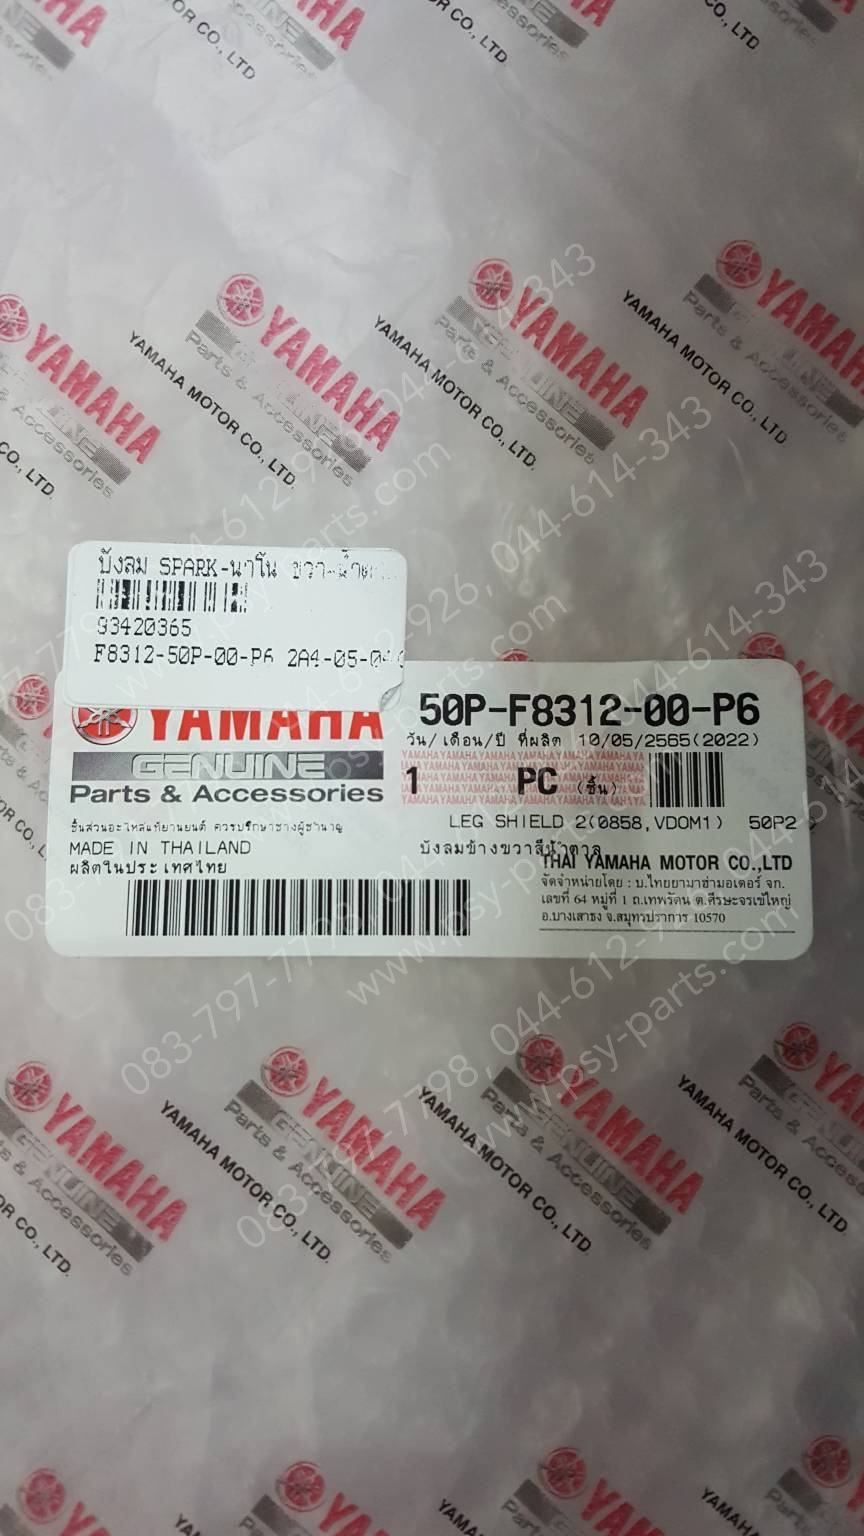 บังลม SPARK-นาโน ขวา-น้ำตาล
93420365
F8312-50P-00-P6 2A4-05-04
YAMAHA
GENUINE
Parts & Accessories
ชิ้นส่วนอะไหล่แท้ยานยนต์ ควรปรึกษาช่างผู้ชำนาญ
MADE IN THAILAND
ผลิตในประเทศไทย
50P-F8312-00-P6
วัน/เดือน/ปี ที่ผลิต 10/05/2565(2022)
1 PC (ชิ้น)
LEG SHIELD 2(0858,VDOM1) 50P2
บังลมข้างขวาสีน้ำตาล
THAI YAMAHA MOTOR CO.,LTD
จัดจำหน่ายโดย : บ.ไทยยามาฮ่ามอเตอร์ จก.
เลขที่ 64 หมู่ที่ 1 ถ.เทพรัตน ต.ศีรษะจรเข้ใหญ่
อ.บางเสาธง จ.สมุทรปราการ 10570
YAMAHA
GENUINE
Parts & Accessories
YAMAHA MOTOR CO., LTD.
083-797-7798, 044-612-926, 044-614-343
www.psy-parts.com